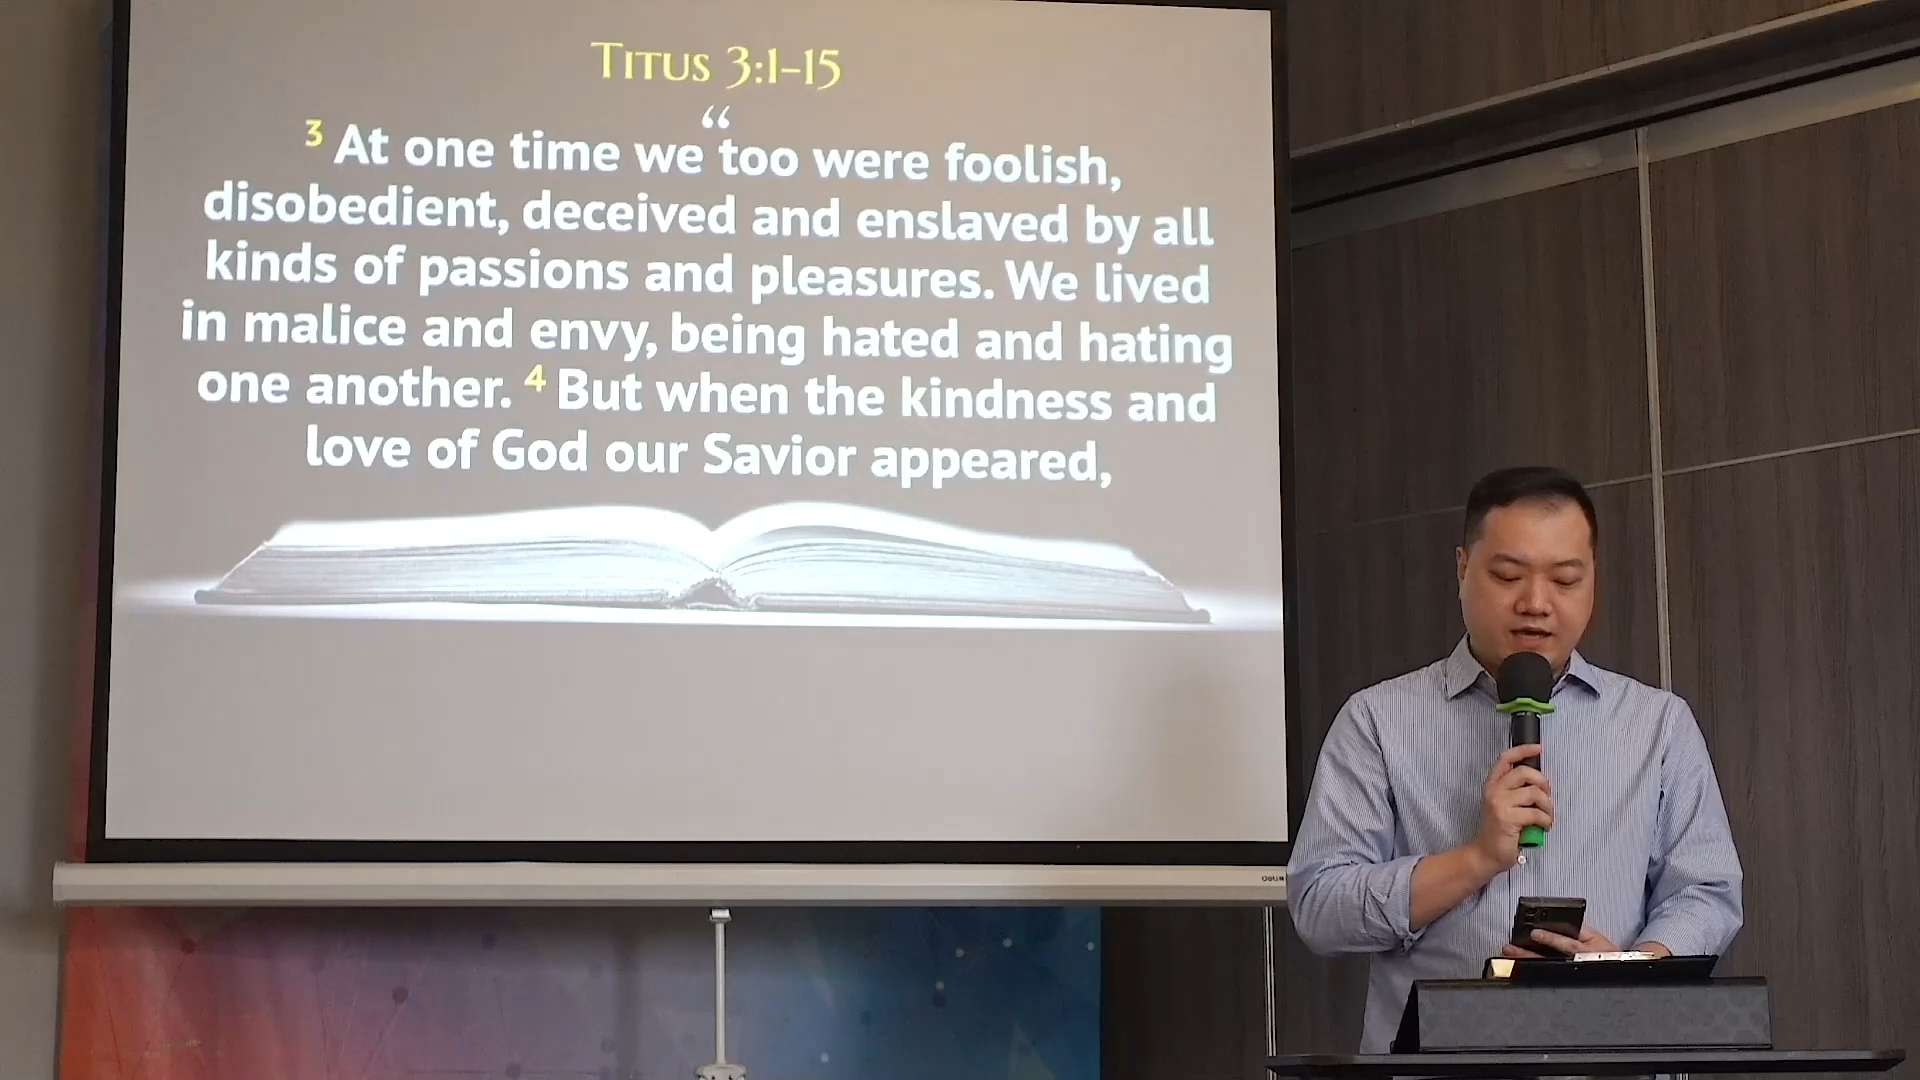 Titus 3:1-15
“
3 At one time we too were foolish,
disobedient, deceived and enslaved by all
kinds of passions and pleasures. We lived
in malice and envy, being hated and hating
one another. 4 But when the kindness and
love of God our Savior appeared,